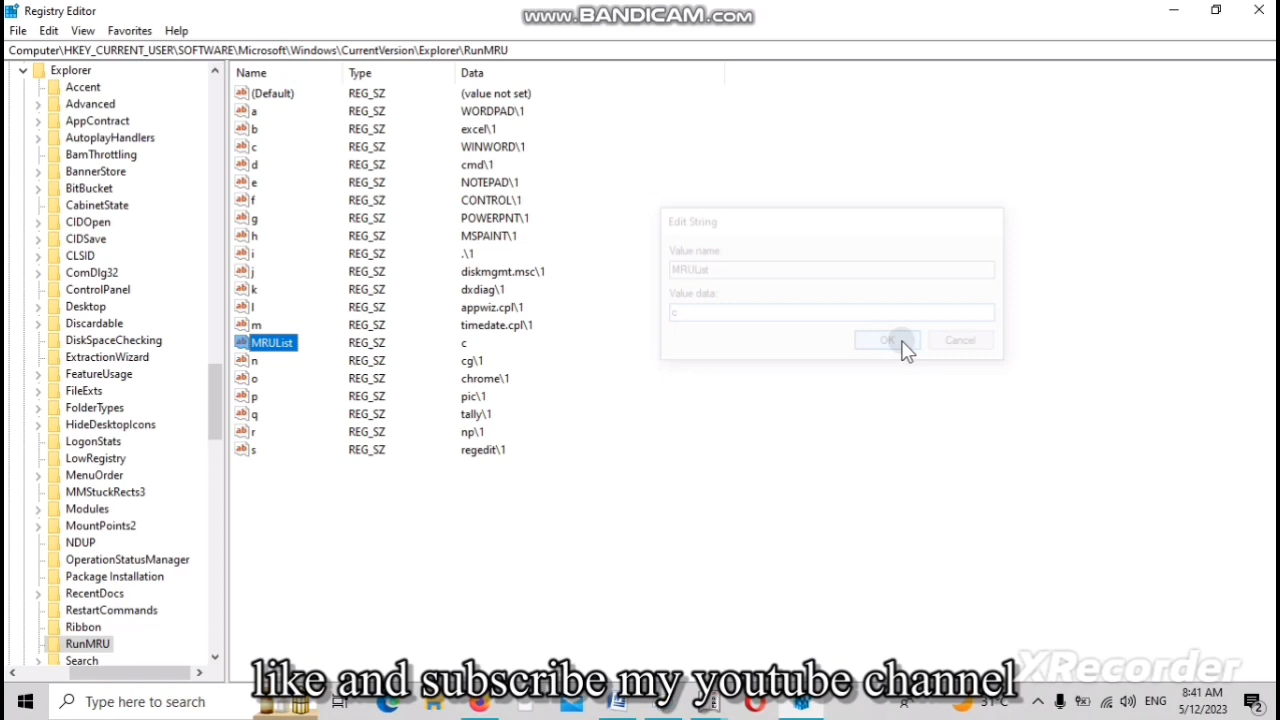 Registry Editor
www.BANDICAM.com
File Edit View Favorites Help
Computer\HKEY_CURRENT_USER\SOFTWARE\Microsoft\Windows\CurrentVersion\Explorer\RunMRU
Explorer
Accent
Advanced
AppContract
AutoplayHandlers
BamThrottling
BannerStore
BitBucket
CabinetState
CIDOpen
CIDSave
CLSID
ComDlg32
ControlPanel
Desktop
Discardable
DiskSpaceChecking
ExtractionWizard
FeatureUsage
FileExts
FolderTypes
HideDesktopIcons
LogonStats
LowRegistry
MenuOrder
MMStuckRects3
Modules
MountPoints2
NDUP
OperationStatusManager
Package Installation
RecentDocs
RestartCommands
Ribbon
RunMRU
Search
Name Type Data
(Default) REG_SZ (value not set)
a REG_SZ WORDPAD\1
b REG_SZ excel\1
c REG_SZ WINWORD\1
d REG_SZ cmd\1
e REG_SZ NOTEPAD\1
f REG_SZ CONTROL\1
g REG_SZ POWERPNT\1
h REG_SZ MSPAINT\1
i REG_SZ .\1
j REG_SZ diskmgmt.msc\1
k REG_SZ dxdiag\1
l REG_SZ appwiz.cpl\1
m REG_SZ timedate.cpl\1
MRUList REG_SZ c
n REG_SZ cg\1
o REG_SZ chrome\1
p REG_SZ pic\1
q REG_SZ tally\1
r REG_SZ np\1
s REG_SZ regedit\1
Edit String
Value name:
MRUList
Value data:
c
OK Cancel
like and subscribe my youtube channel
XRecorder
Type here to search
31°C
ENG
8:41 AM
5/12/2023
2